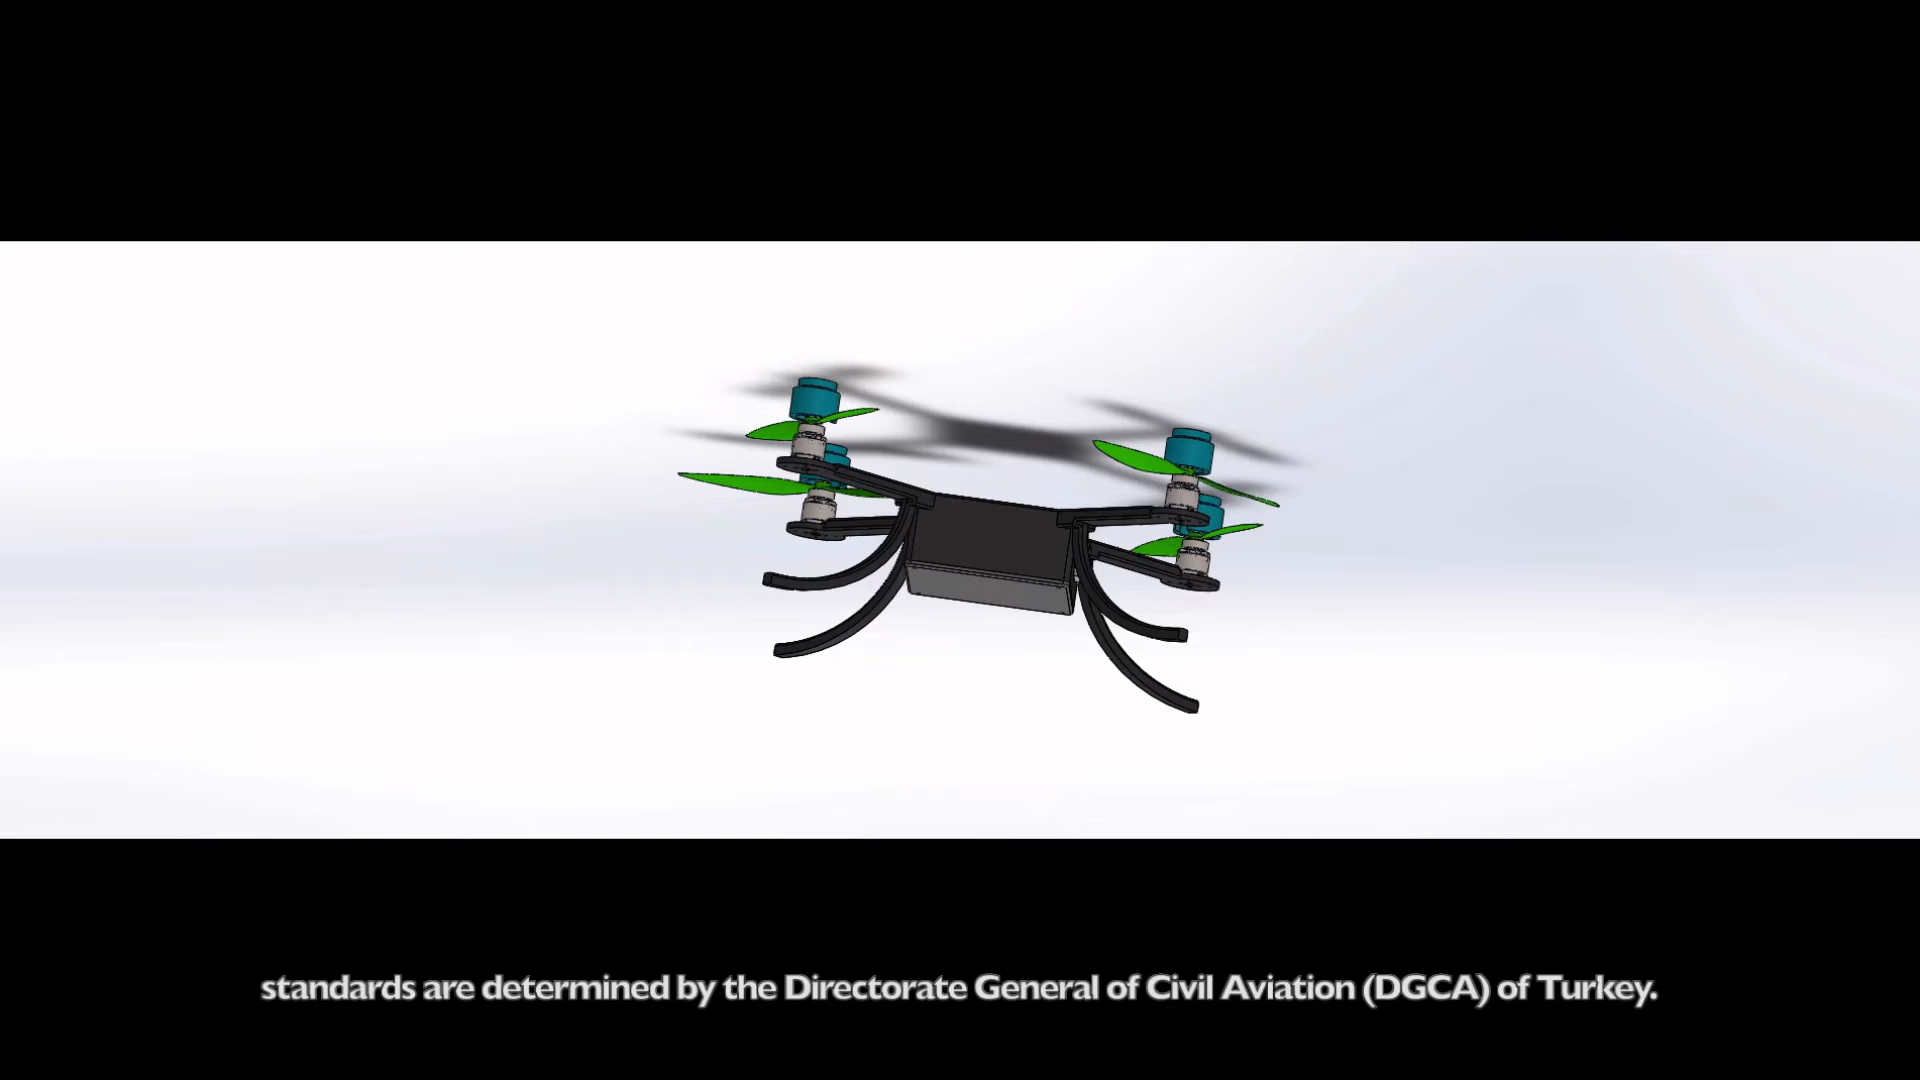 standards are determined by the Directorate General of Civil Aviation (DGCA) of Turkey.